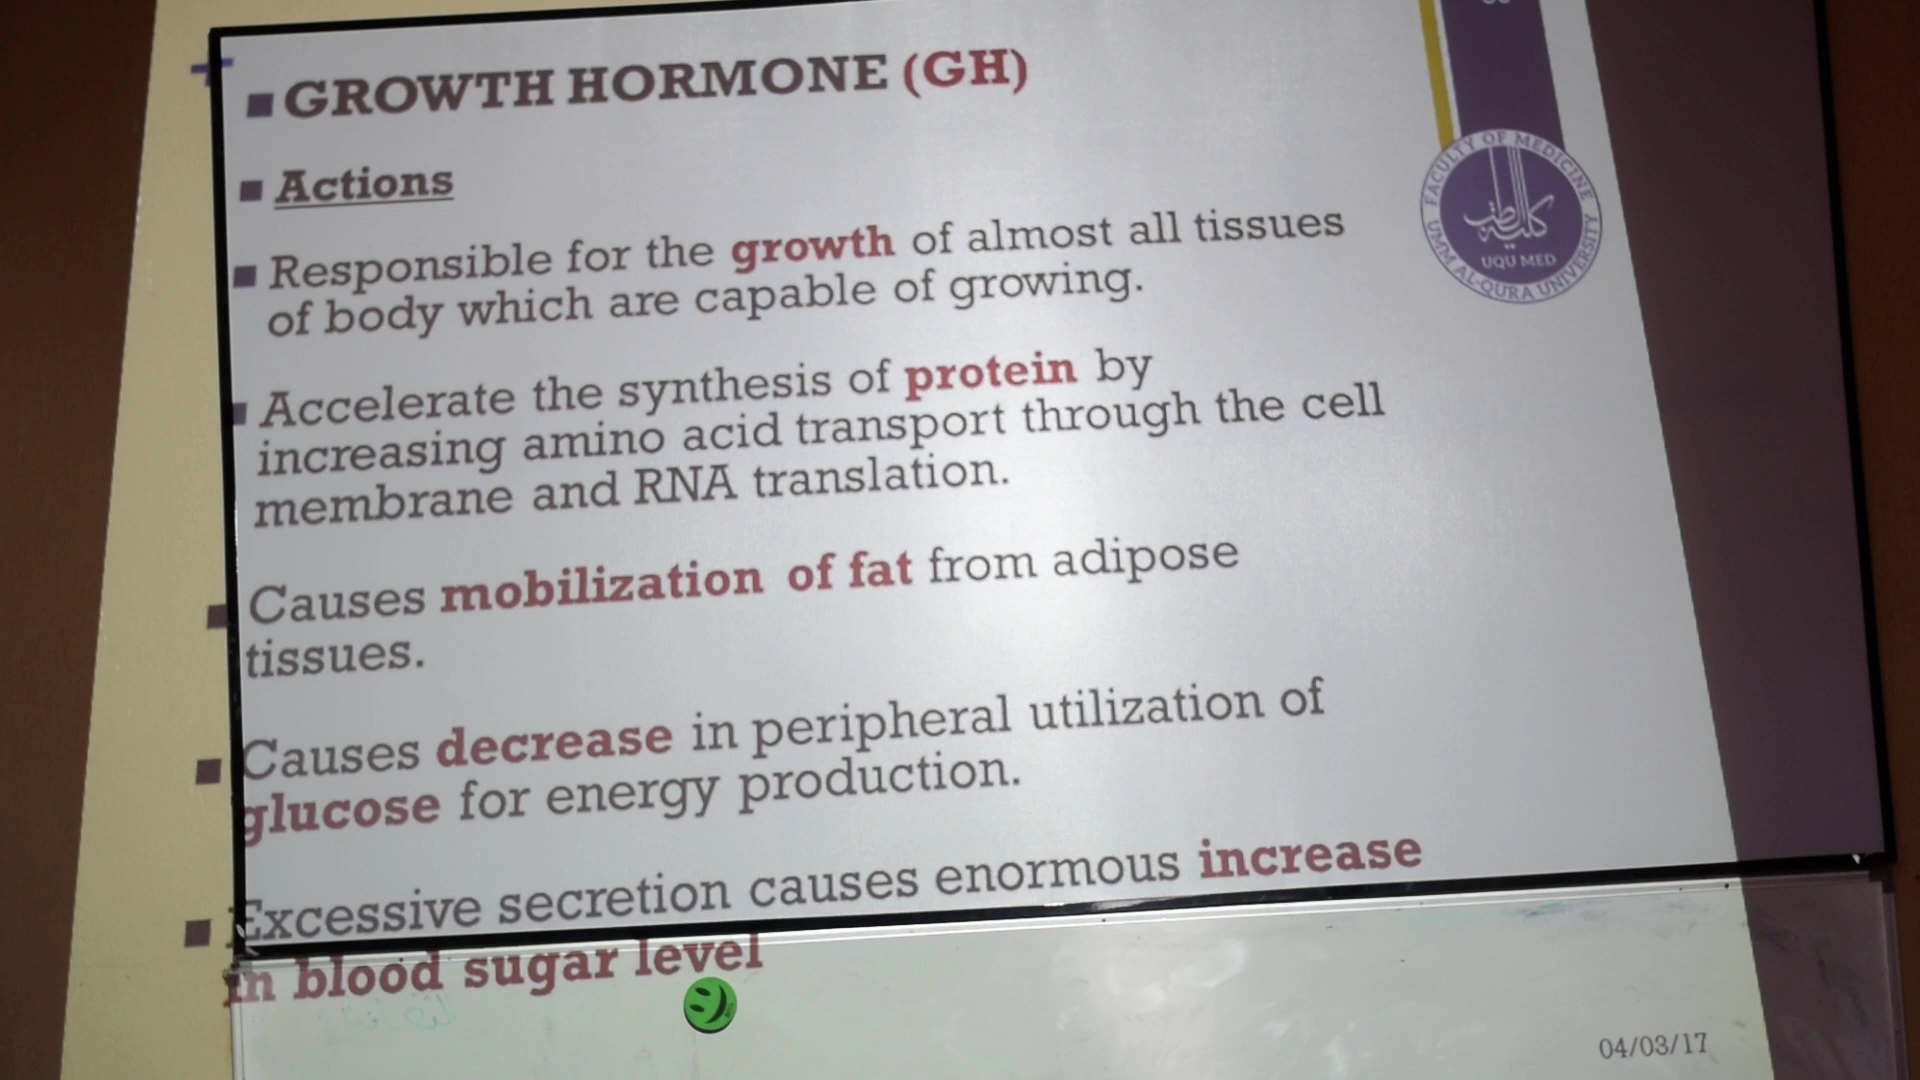 GROWTH HORMONE (GH)
Actions
Responsible for the growth of almost all tissues
of body which are capable of growing.
Accelerate the synthesis of protein by
increasing amino acid transport through the cell
membrane and RNA translation.
Causes mobilization of fat from adipose
tissues.
Causes decrease in peripheral utilization of
glucose for energy production.
Excessive secretion causes enormous increase
in blood sugar level
FACULTY OF MEDICINE
UQU MED
UMM AL-QURA UNIVERSITY
04/03/17